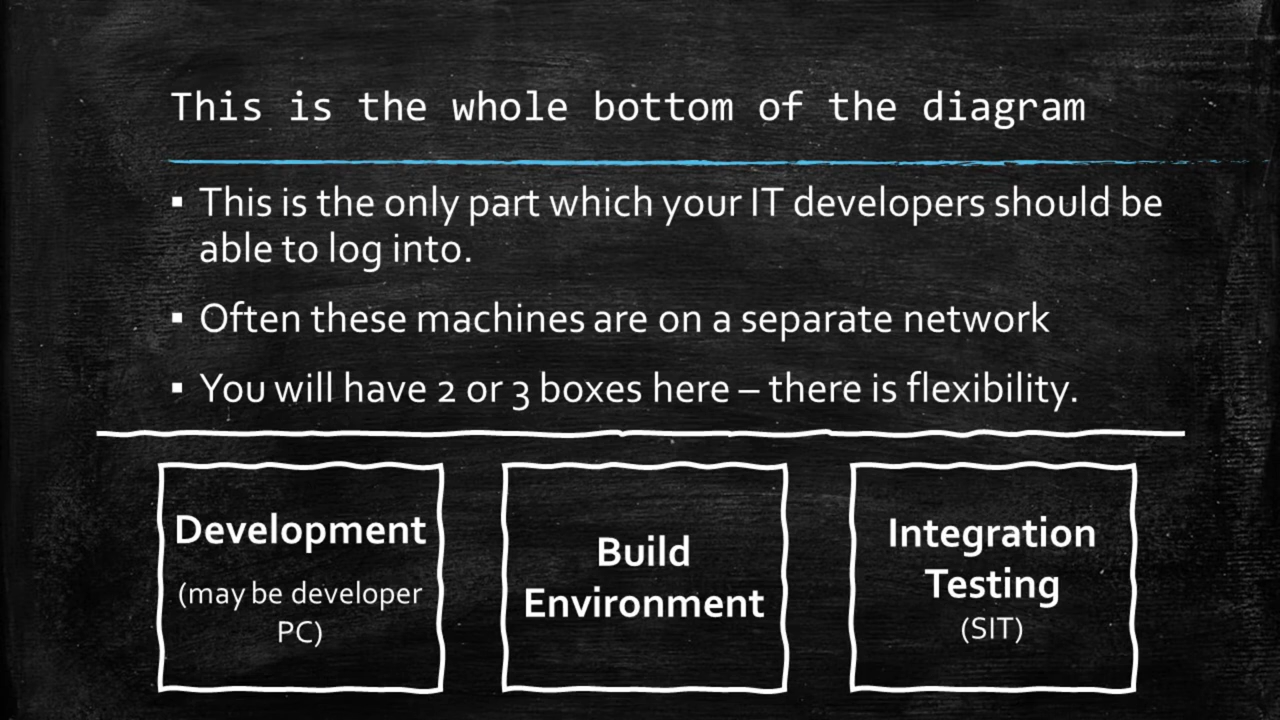 This is the whole bottom of the diagram
▪ This is the only part which your IT developers should be
able to log into.
▪ Often these machines are on a separate network
▪ You will have 2 or 3 boxes here – there is flexibility.
Development
(may be developer
PC)
Build
Environment
Integration
Testing
(SIT)